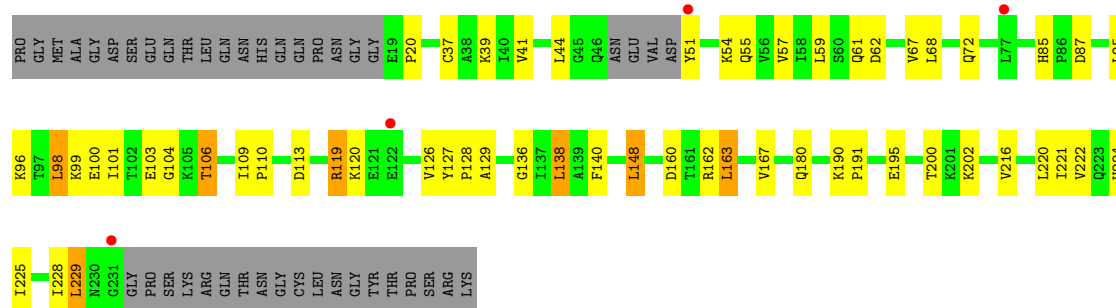 PRO GLY MET ALA GLY ASP SER GLU GLN THR LEU GLN ASN HIS GLN GLN PRO ASN GLY GLY E19 P20 C37 A38 K39 I40 V41 L44 G45 Q46 ASN GLU VAL ASP Y51 K54 Q55 V56 V57 I58 L59 S60 Q61 D62 V67 L68 Q72 L77 H85 P86 D87
K96 T97 L98 K99 E100 I101 T102 E103 G104 K105 T106 I109 P110 D113 R119 K120 E121 E122 V126 Y127 P128 A129 G136 I137 L138 A139 F140 L148 D160 T161 R162 L163 V167 Q180 K190 P191 E195 T200 K201 K202 V216 L220 I221 V222 Q223
I225 I228 L229 N230 G231 GLY PRO SER LYS ARG GLN THR ASN GLY CYS LEU ASN GLY TYR THR PRO SER ARG LYS